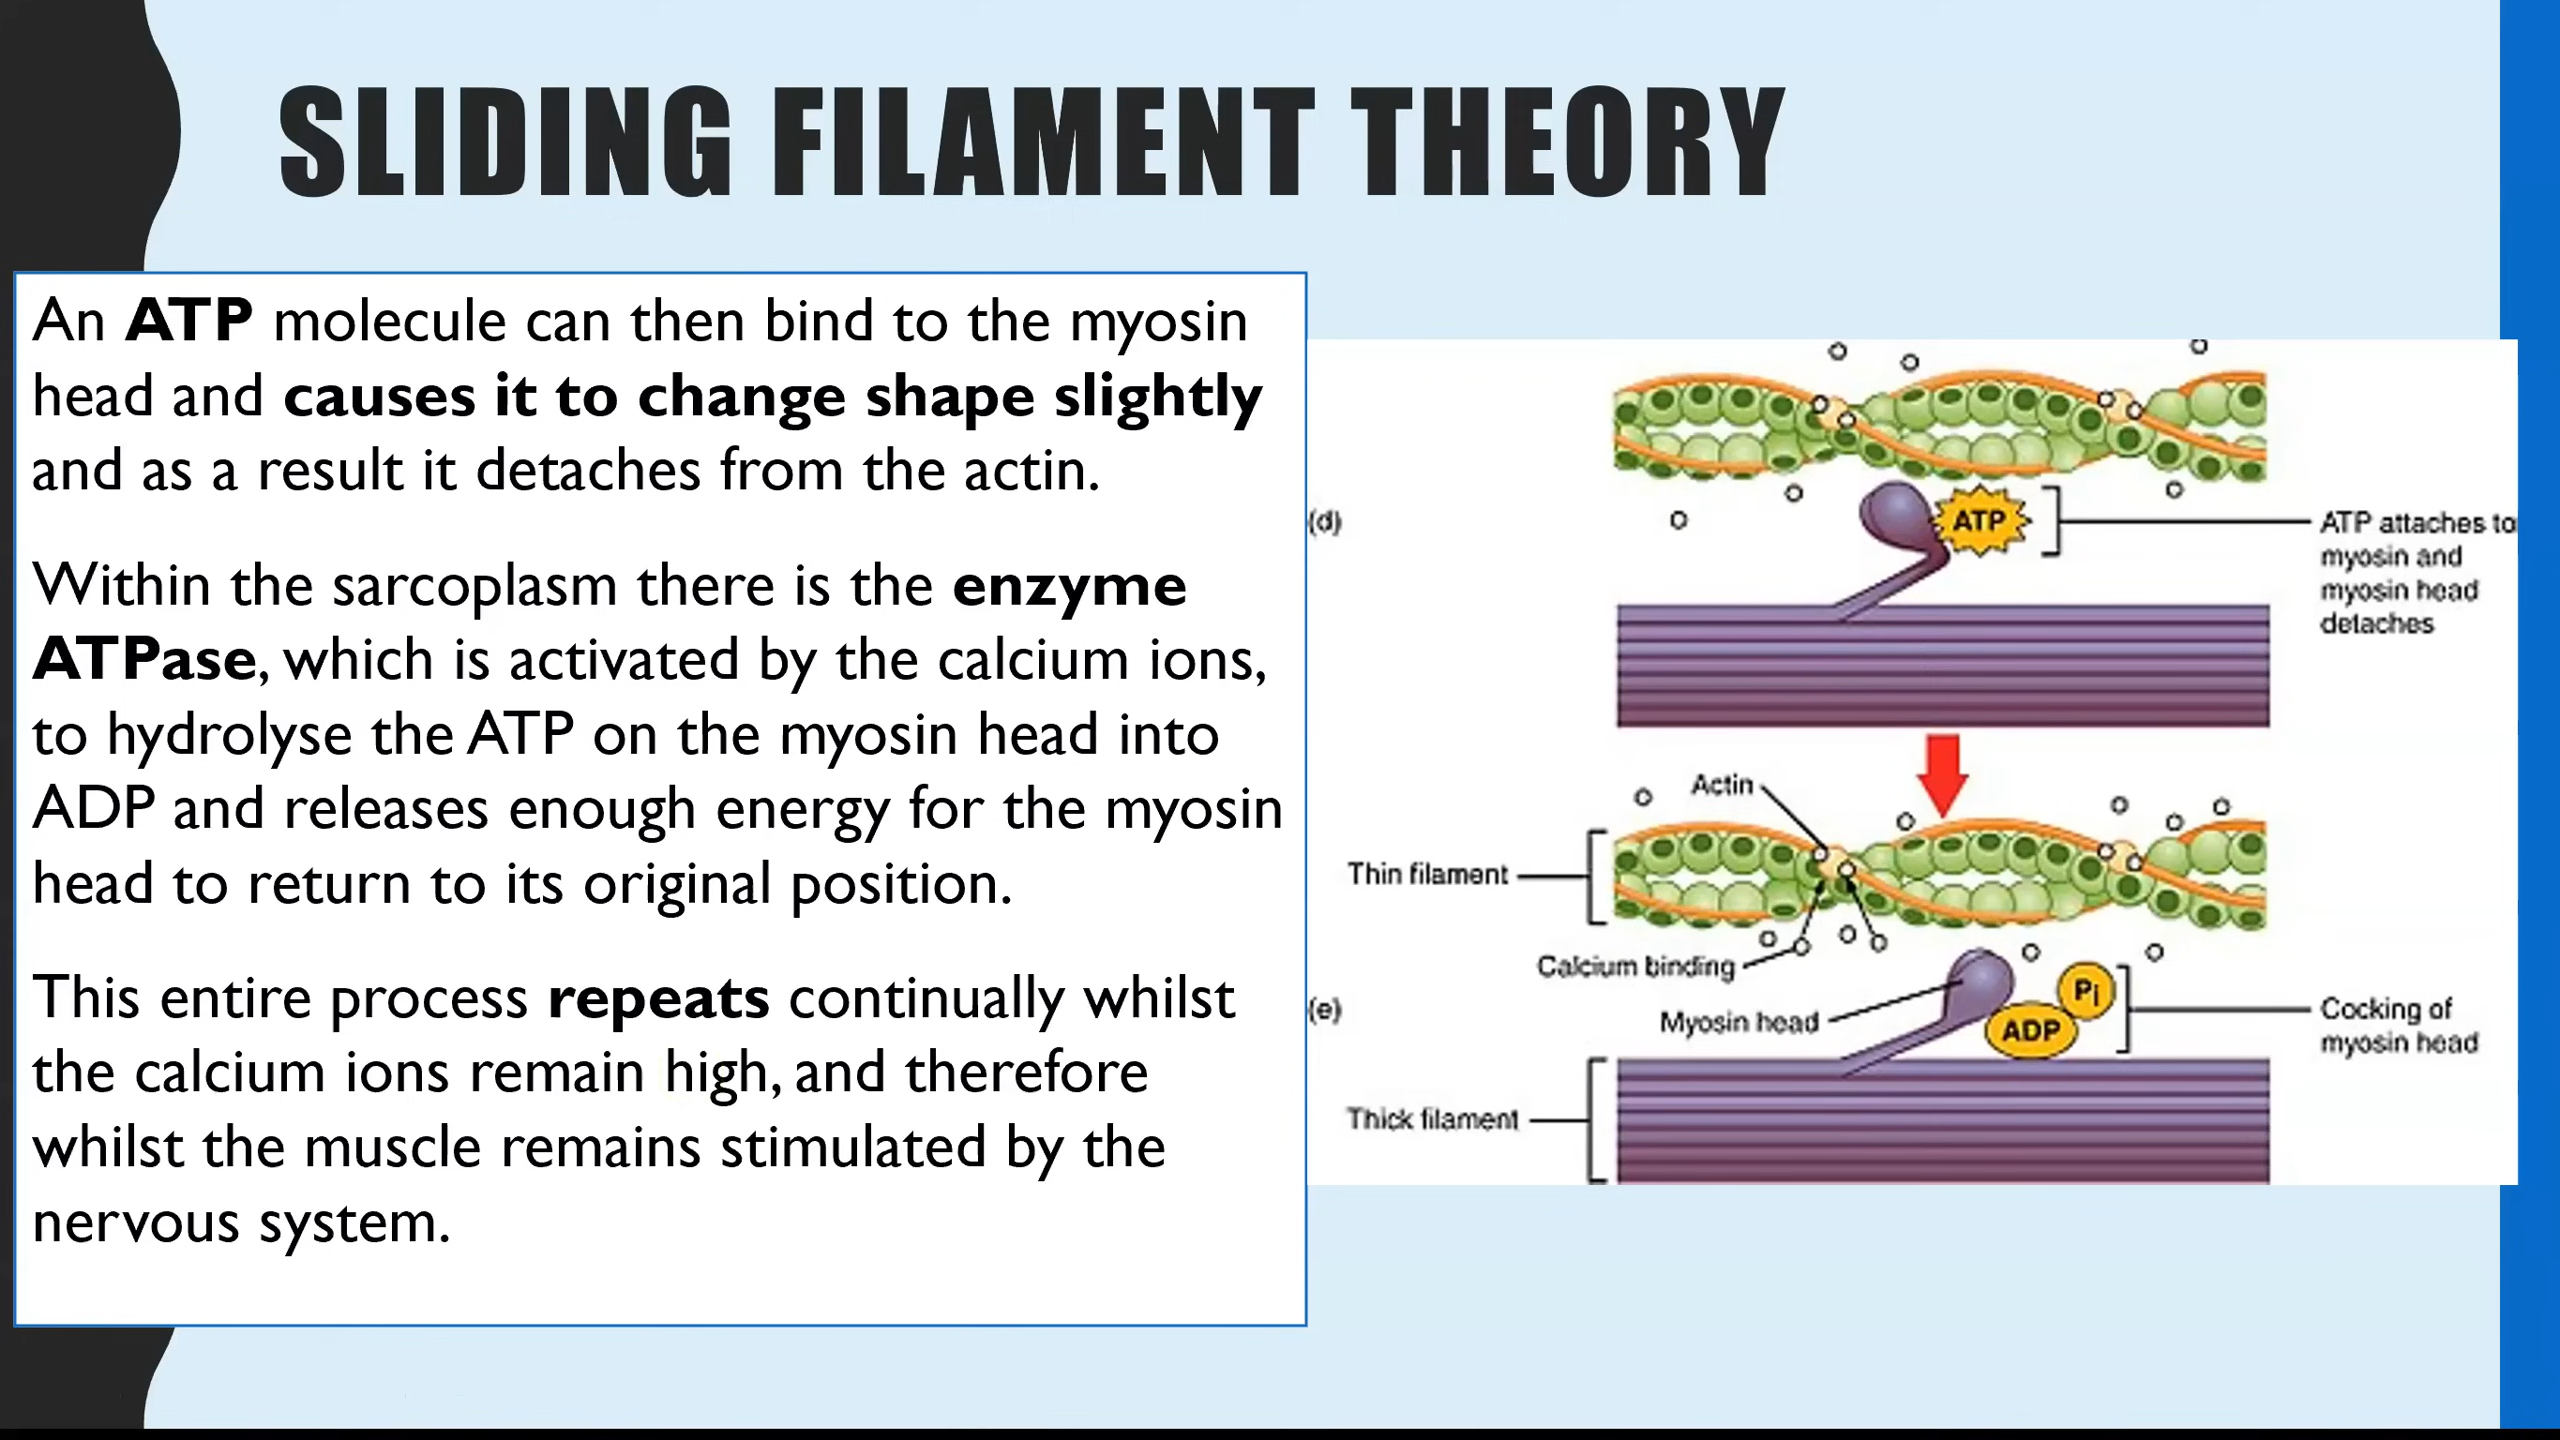 SLIDING FILAMENT THEORY
An ATP molecule can then bind to the myosin
head and causes it to change shape slightly
and as a result it detaches from the actin.
Within the sarcoplasm there is the enzyme
ATPase, which is activated by the calcium ions,
to hydrolyse the ATP on the myosin head into
ADP and releases enough energy for the myosin
head to return to its original position.
This entire process repeats continually whilst
the calcium ions remain high, and therefore
whilst the muscle remains stimulated by the
nervous system.
(d)
ATP
ATP attaches to
myosin and
myosin head
detaches
Actin
Thin filament
Calcium binding
(e)
Myosin head
Pi
ADP
Cocking of
myosin head
Thick filament